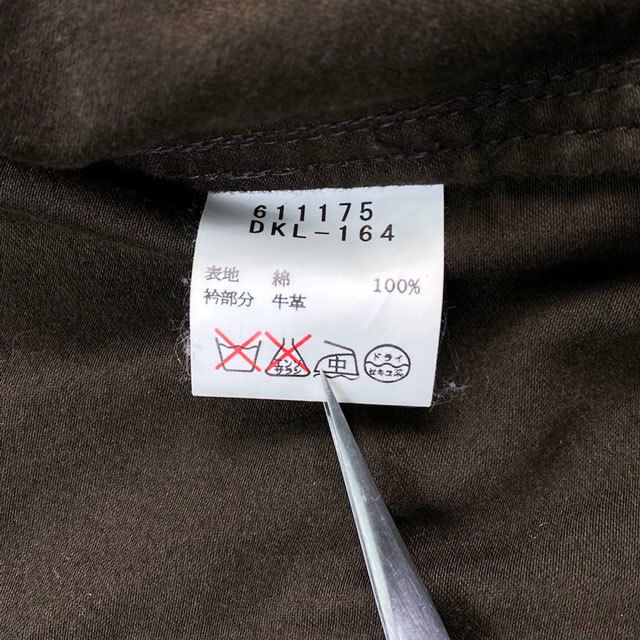 611175
DKL-164
表地 綿 100%
衿部分 牛革
エンソ
サラシ
中
ドライ
セキユ系